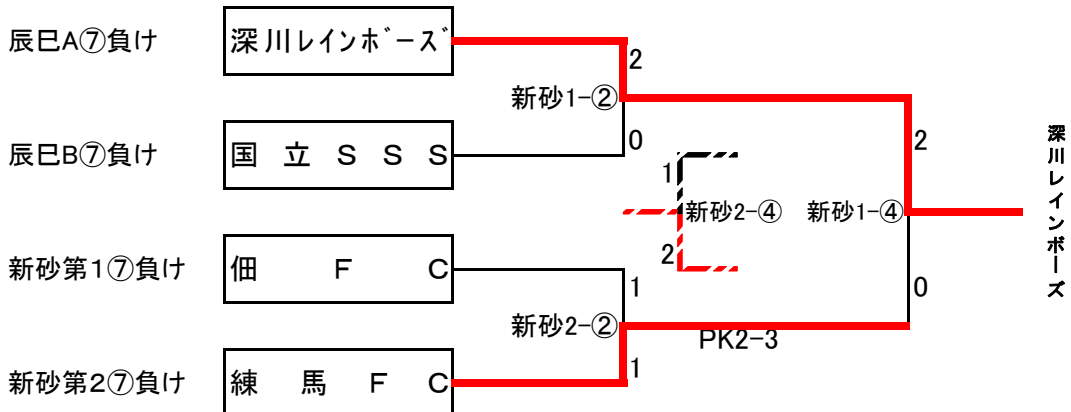 辰巳A⑦負け
深川レインボーズ
2
新砂1-②
0
辰巳B⑦負け
国立SSS
2
深川レインボーズ
1
新砂2-④
新砂1-④
2
新砂第1⑦負け
佃FC
1
0
新砂2-②
PK2-3
1
新砂第2⑦負け
練馬FC